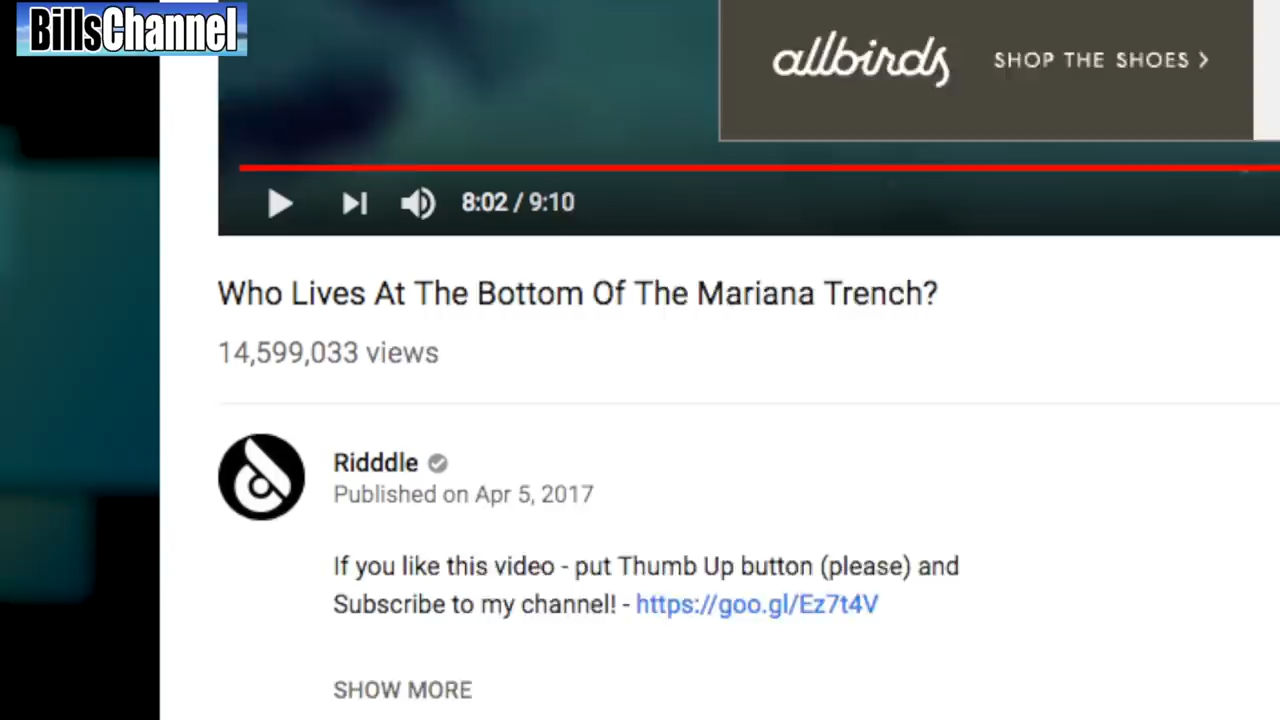 BillsChannel
allbirds SHOP THE SHOES >
8:02 / 9:10
Who Lives At The Bottom Of The Mariana Trench?
14,599,033 views
Ridddle
Published on Apr 5, 2017
If you like this video - put Thumb Up button (please) and
Subscribe to my channel! - https://goo.gl/Ez7t4V
SHOW MORE